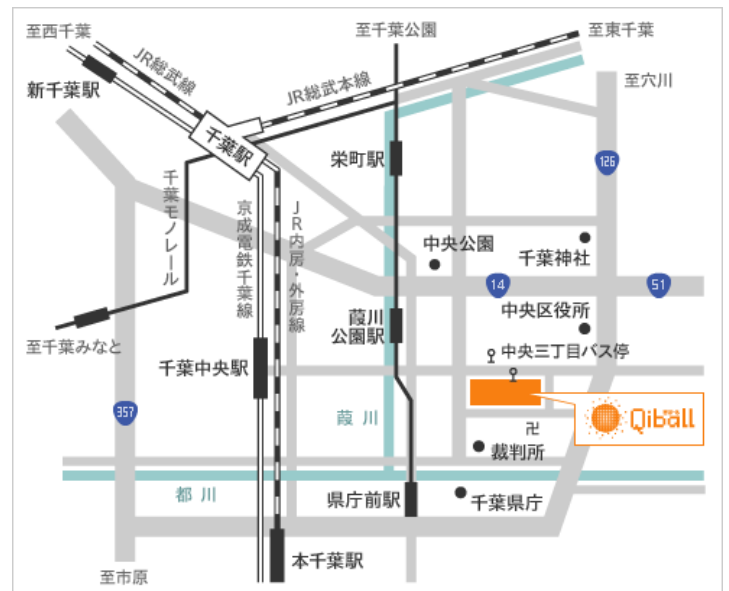 至西千葉
至千葉公園
至東千葉
JR総武線
JR総武本線
至穴川
新千葉駅
千葉駅
栄町駅
126
千葉モノレール
京成電鉄千葉線
JR内房・外房線
中央公園
千葉神社
14
51
中央区役所
葭川
公園駅
至千葉みなと
千葉中央駅
中央三丁目バス停
357
葭川
Qiball
卍
裁判所
都川
県庁前駅
千葉県庁
本千葉駅
至市原